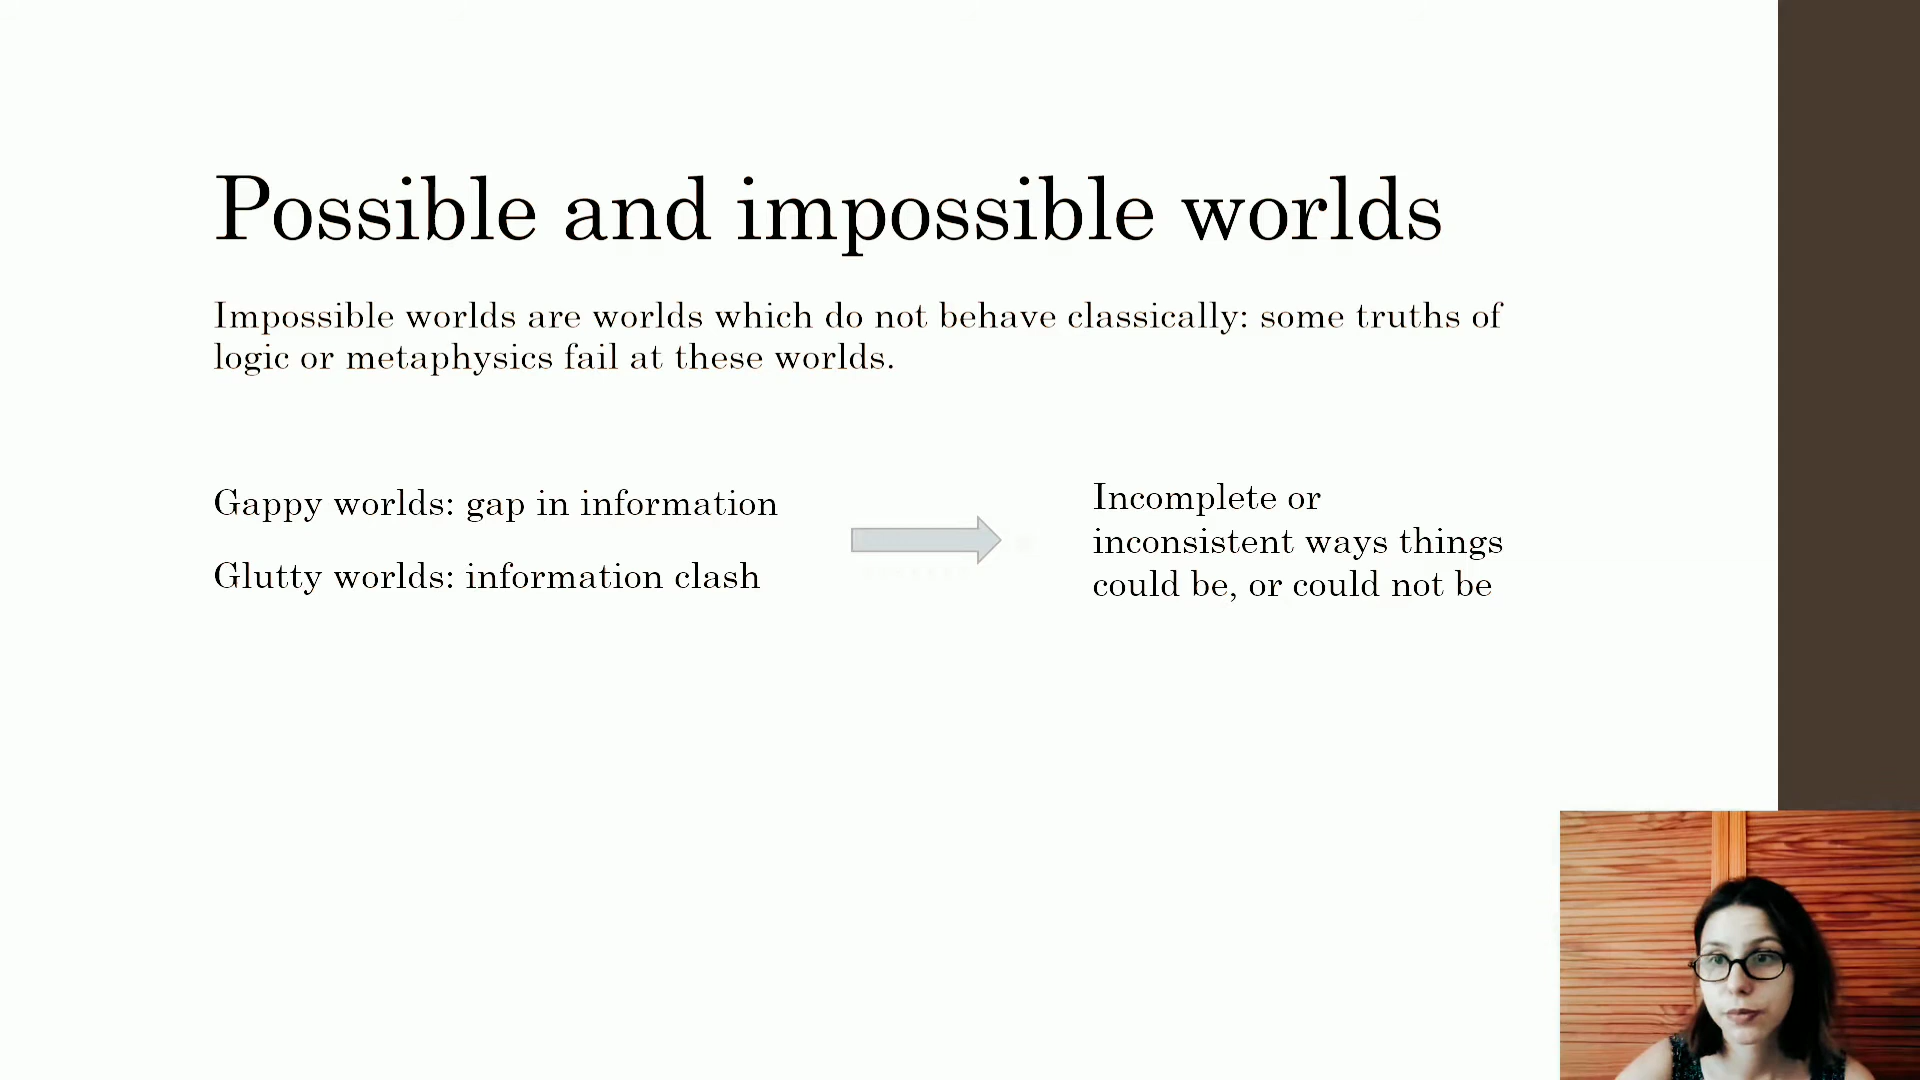 Possible and impossible worlds
Impossible worlds are worlds which do not behave classically: some truths of
logic or metaphysics fail at these worlds.
Gappy worlds: gap in information
Glutty worlds: information clash
Incomplete or
inconsistent ways things
could be, or could not be